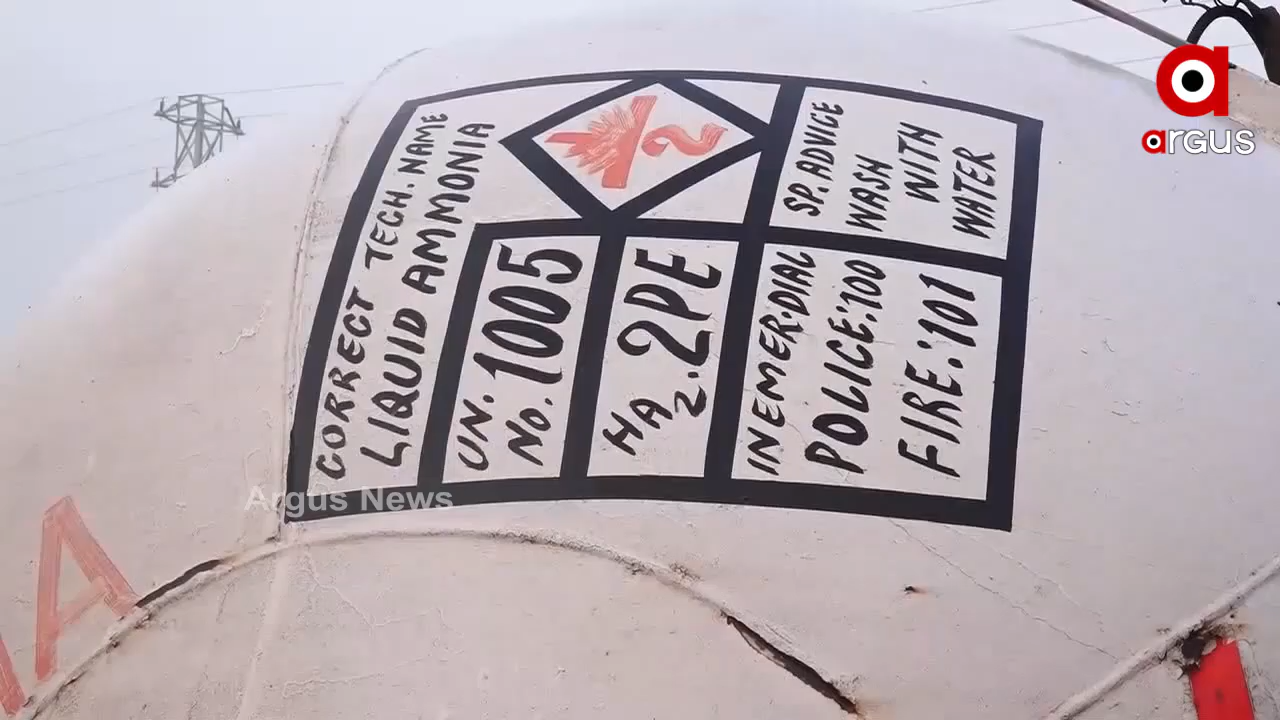 CORRECT TECH. NAME
LIQUID AMMONIA
UN.
No. 1005
HA
Z. 2PE
SP. ADVICE
WASH
WITH
WATER
IN EMER. DIAL
POLICE:'100
FIRE:'101
A
Argus News
argus